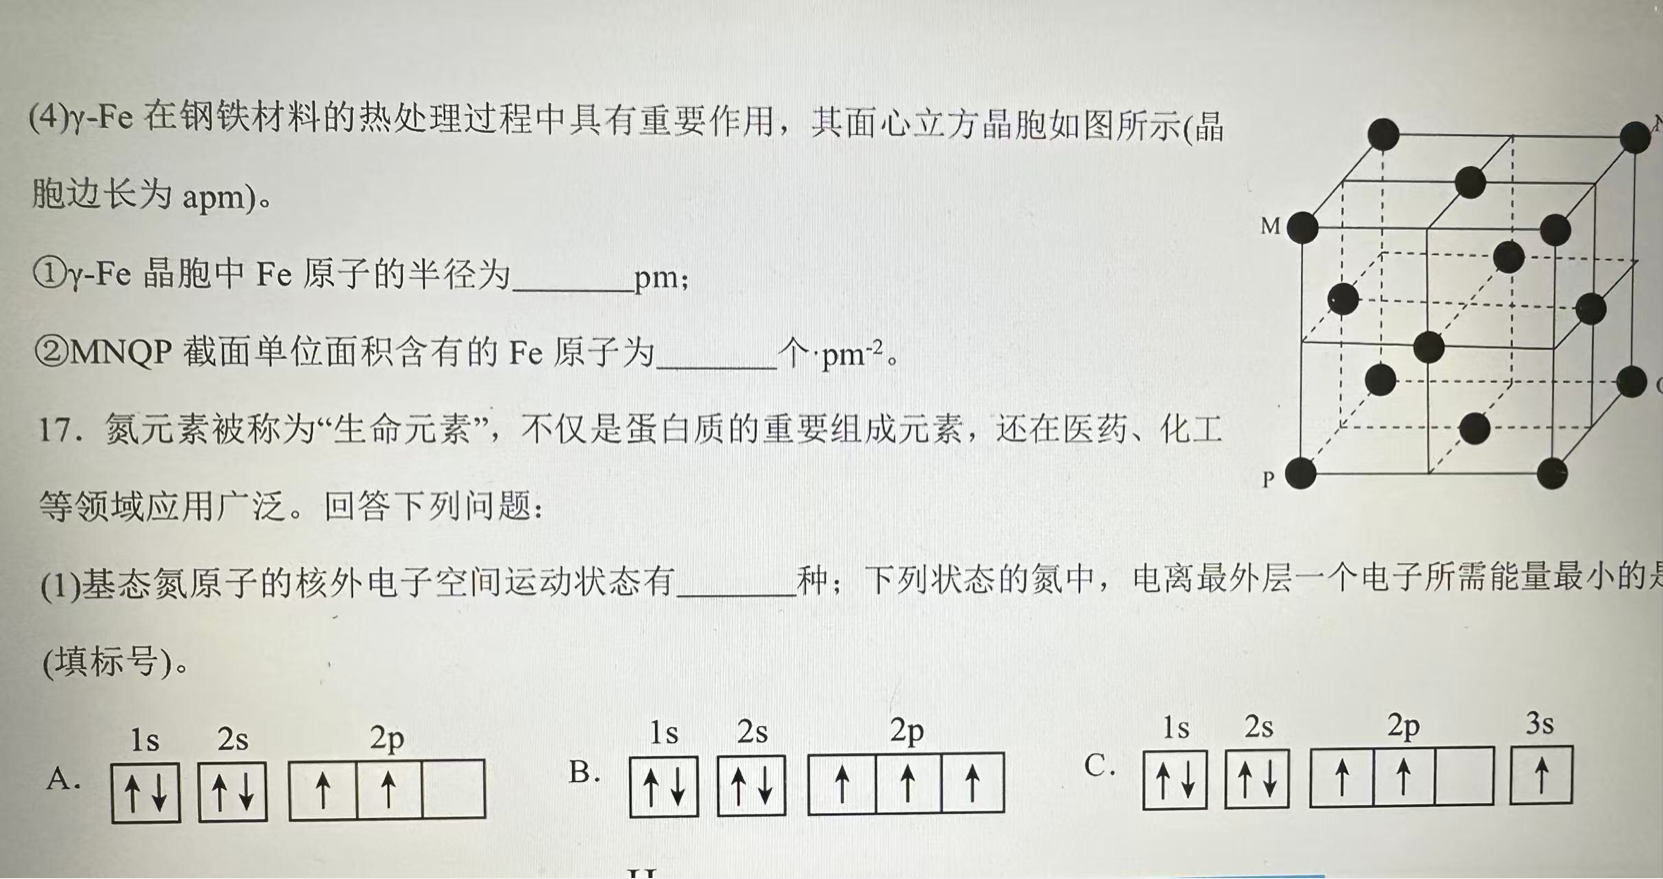 (4)γ-Fe 在钢铁材料的热处理过程中具有重要作用，其面心立方晶胞如图所示(晶
胞边长为 apm)。
①γ-Fe 晶胞中 Fe 原子的半径为_______pm；
②MNQP 截面单位面积含有的 Fe 原子为_______个·pm⁻²。
M
P
17．氮元素被称为“生命元素”，不仅是蛋白质的重要组成元素，还在医药、化工
等领域应用广泛。回答下列问题：
(1)基态氮原子的核外电子空间运动状态有_______种；下列状态的氮中，电离最外层一个电子所需能量最小的是
(填标号)。
A. 1s 2s 2p ↑↓ ↑↓ ↑ ↑
B. 1s 2s 2p ↑↓ ↑↓ ↑ ↑ ↑
C. 1s 2s 2p 3s ↑↓ ↑↓ ↑ ↑ ↑